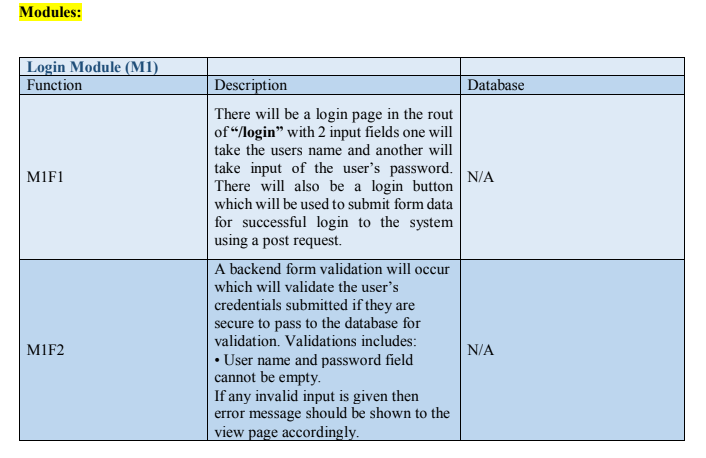 Modules:
Login Module (M1)
Function Description Database
There will be a login page in the rout
of “/login” with 2 input fields one will
take the users name and another will
take input of the user’s password.
M1F1 N/A
There will also be a login button
which will be used to submit form data
for successful login to the system
using a post request.
A backend form validation will occur
which will validate the user’s
credentials submitted if they are
secure to pass to the database for
validation. Validations includes:
M1F2 N/A
• User name and password field
cannot be empty.
If any invalid input is given then
error message should be shown to the
view page accordingly.